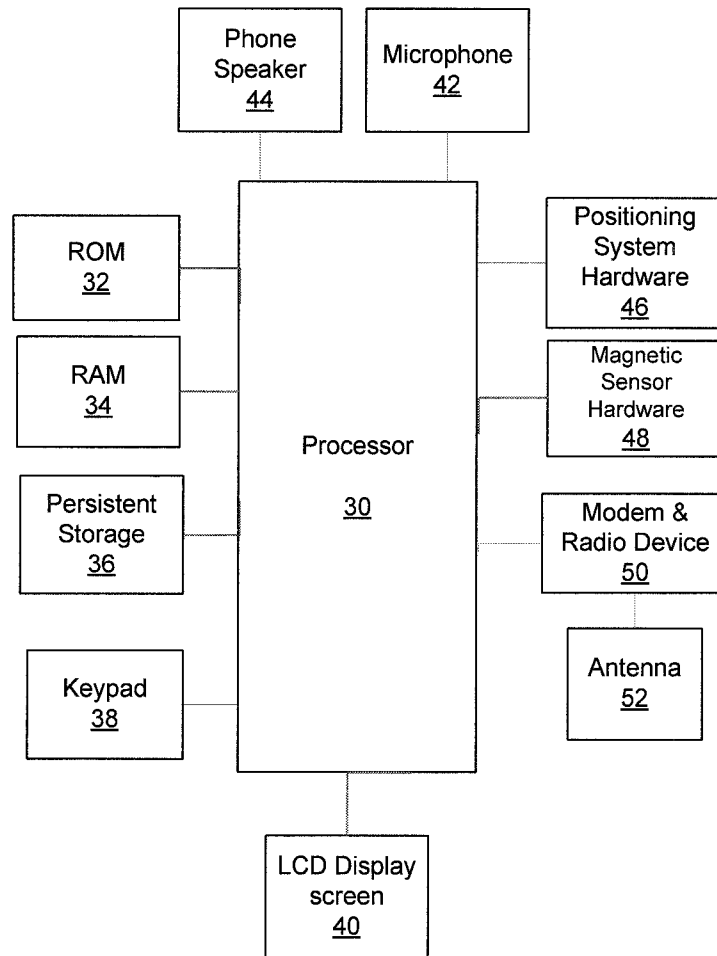 Phone
Speaker
44
Microphone
42
ROM
32
RAM
34
Persistent
Storage
36
Keypad
38
Processor
30
Positioning
System
Hardware
46
Magnetic
Sensor
Hardware
48
Modem &
Radio Device
50
Antenna
52
LCD Display
screen
40